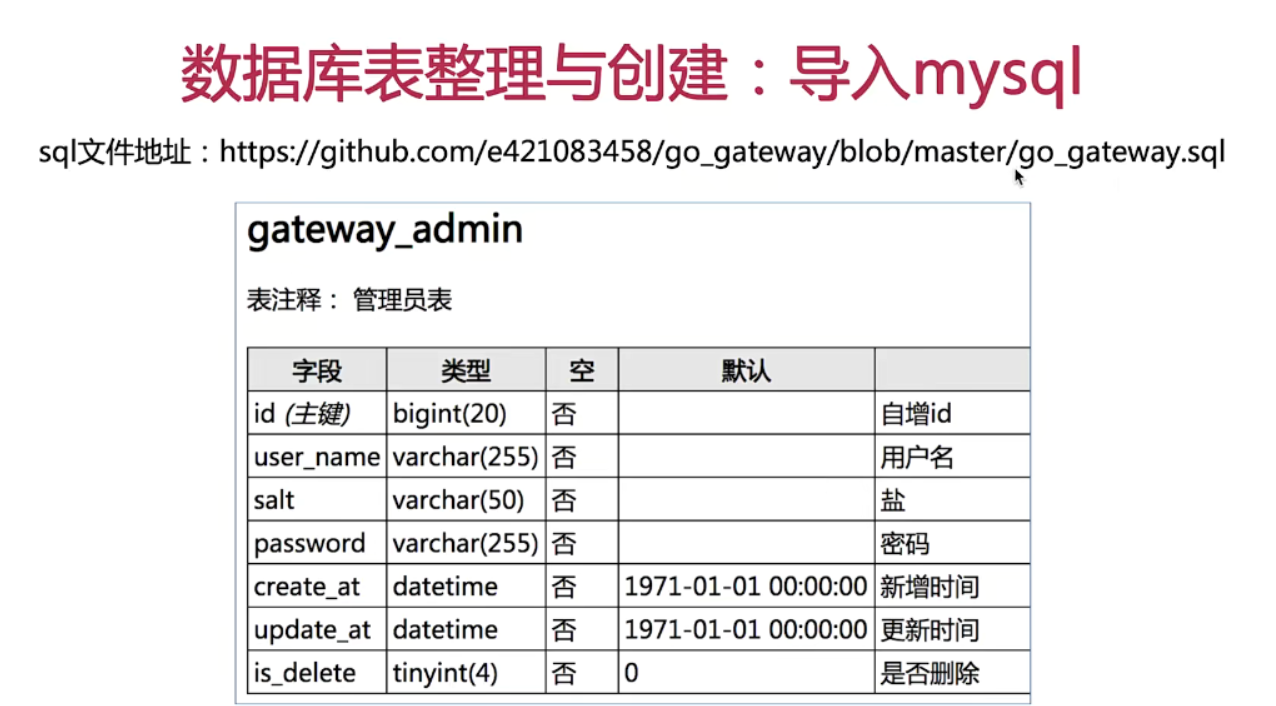 数据库表整理与创建：导入mysql
sql文件地址：https://github.com/e421083458/go_gateway/blob/master/go_gateway.sql
gateway_admin
表注释： 管理员表
字段 类型 空 默认
id (主键) bigint(20) 否 自增id
user_name varchar(255) 否 用户名
salt varchar(50) 否 盐
password varchar(255) 否 密码
create_at datetime 否 1971-01-01 00:00:00 新增时间
update_at datetime 否 1971-01-01 00:00:00 更新时间
is_delete tinyint(4) 否 0 是否删除